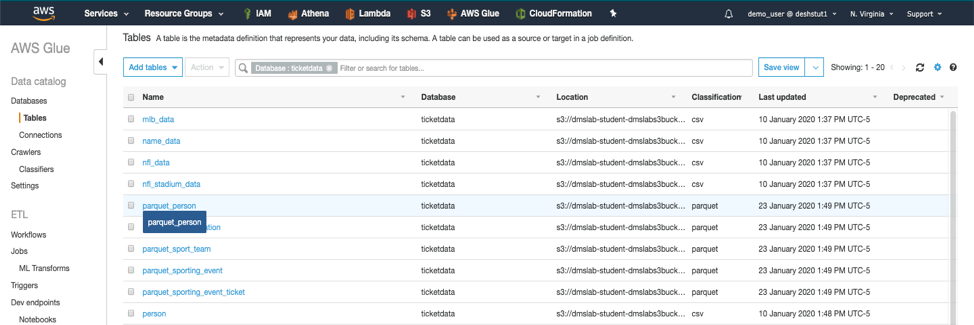 aws Services Resource Groups IAM Athena Lambda S3 AWS Glue CloudFormation demo_user @ deshstut1 N. Virginia Support
AWS Glue
Data catalog
Databases
Tables
Connections
Crawlers
Classifiers
Settings
ETL
Workflows
Jobs
ML Transforms
Triggers
Dev endpoints
Notebooks
Tables A table is the metadata definition that represents your data, including its schema. A table can be used as a source or target in a job definition.
Add tables Action Database : ticketdata Filter or search for tables... Save view Showing: 1 - 20
Name Database Location Classification Last updated Deprecated
mlb_data ticketdata s3://dmslab-student-dmslabs3buck... csv 10 January 2020 1:37 PM UTC-5
name_data ticketdata s3://dmslab-student-dmslabs3buck... csv 10 January 2020 1:37 PM UTC-5
nfl_data ticketdata s3://dmslab-student-dmslabs3buck... csv 10 January 2020 1:37 PM UTC-5
nfl_stadium_data ticketdata s3://dmslab-student-dmslabs3buck... csv 10 January 2020 1:37 PM UTC-5
parquet_person ticketdata s3://dmslab-student-dmslabs3buck... parquet 23 January 2020 1:49 PM UTC-5
parquet_person
ation ticketdata s3://dmslab-student-dmslabs3buck... parquet 23 January 2020 1:49 PM UTC-5
parquet_sport_team ticketdata s3://dmslab-student-dmslabs3buck... parquet 23 January 2020 1:49 PM UTC-5
parquet_sporting_event ticketdata s3://dmslab-student-dmslabs3buck... parquet 23 January 2020 1:49 PM UTC-5
parquet_sporting_event_ticket ticketdata s3://dmslab-student-dmslabs3buck... parquet 23 January 2020 1:49 PM UTC-5
person ticketdata s3://dmslab-student-dmslabs3buck... csv 10 January 2020 1:48 PM UTC-5